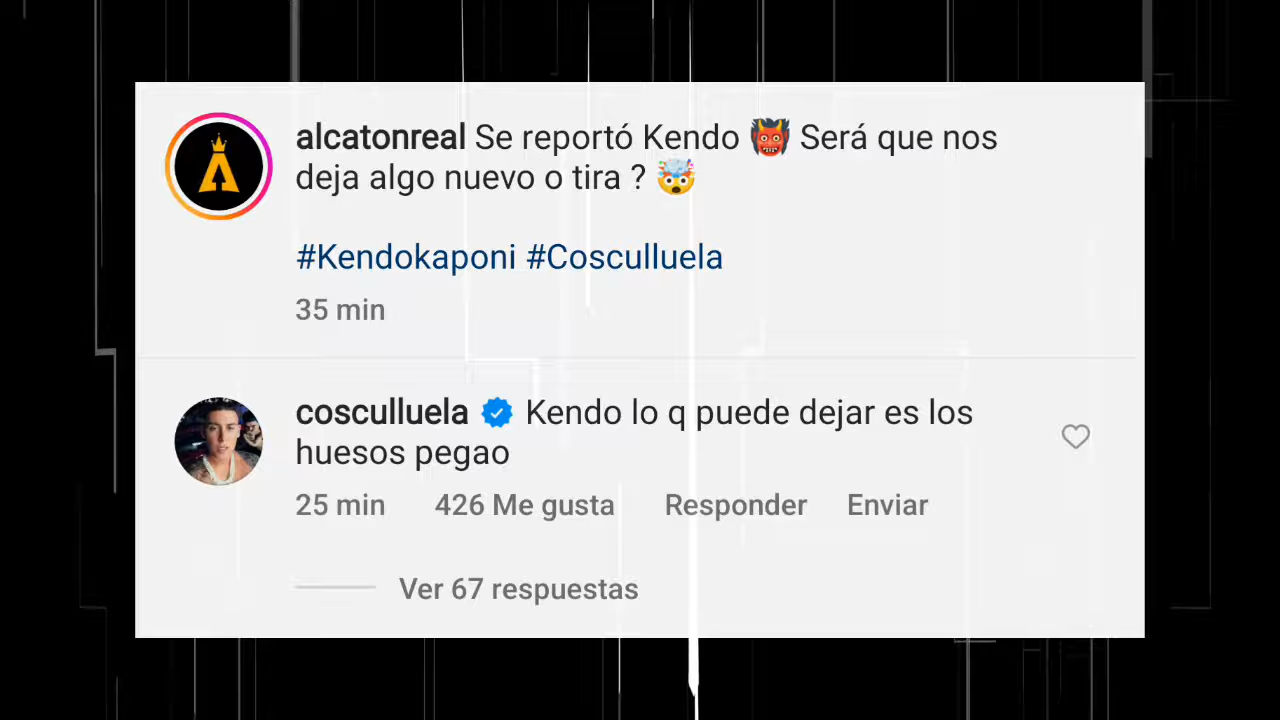 alcatonreal Se reportó Kendo 👹 Será que nos
deja algo nuevo o tira ? 🤯
#Kendokaponi #Cosculluela
35 min
cosculluela Kendo lo q puede dejar es los
huesos pegao
25 min 426 Me gusta Responder Enviar
Ver 67 respuestas